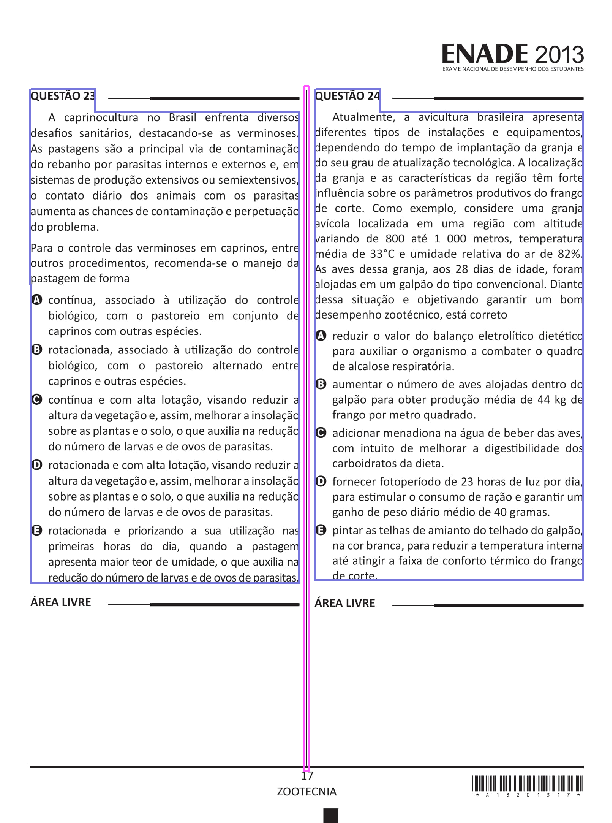 ENADE 2013
EXAME NACIONAL DE DESEMPENHO DOS ESTUDANTES
QUESTÃO 23
A caprinocultura no Brasil enfrenta diversos
desafios sanitários, destacando-se as verminoses.
As pastagens são a principal via de contaminação
do rebanho por parasitas internos e externos e, em
sistemas de produção extensivos ou semiextensivos,
o contato diário dos animais com os parasitas
aumenta as chances de contaminação e perpetuação
do problema.
Para o controle das verminoses em caprinos, entre
outros procedimentos, recomenda-se o manejo da
pastagem de forma
A contínua, associado à utilização do controle
biológico, com o pastoreio em conjunto de
caprinos com outras espécies.
B rotacionada, associado à utilização do controle
biológico, com o pastoreio alternado entre
caprinos e outras espécies.
C contínua e com alta lotação, visando reduzir a
altura da vegetação e, assim, melhorar a insolação
sobre as plantas e o solo, o que auxilia na redução
do número de larvas e de ovos de parasitas.
D rotacionada e com alta lotação, visando reduzir a
altura da vegetação e, assim, melhorar a insolação
sobre as plantas e o solo, o que auxilia na redução
do número de larvas e de ovos de parasitas.
E rotacionada e priorizando a sua utilização nas
primeiras horas do dia, quando a pastagem
apresenta maior teor de umidade, o que auxilia na
redução do número de larvas e de ovos de parasitas.
ÁREA LIVRE
QUESTÃO 24
Atualmente, a avicultura brasileira apresenta
diferentes tipos de instalações e equipamentos,
dependendo do tempo de implantação da granja e
do seu grau de atualização tecnológica. A localização
da granja e as características da região têm forte
influência sobre os parâmetros produtivos do frango
de corte. Como exemplo, considere uma granja
avícola localizada em uma região com altitude
variando de 800 até 1 000 metros, temperatura
média de 33°C e umidade relativa do ar de 82%.
As aves dessa granja, aos 28 dias de idade, foram
alojadas em um galpão do tipo convencional. Diante
dessa situação e objetivando garantir um bom
desempenho zootécnico, está correto
A reduzir o valor do balanço eletrolítico dietético
para auxiliar o organismo a combater o quadro
de alcalose respiratória.
B aumentar o número de aves alojadas dentro do
galpão para obter produção média de 44 kg de
frango por metro quadrado.
C adicionar menadiona na água de beber das aves,
com intuito de melhorar a digestibilidade dos
carboidratos da dieta.
D fornecer fotoperíodo de 23 horas de luz por dia,
para estimular o consumo de ração e garantir um
ganho de peso diário médio de 40 gramas.
E pintar as telhas de amianto do telhado do galpão,
na cor branca, para reduzir a temperatura interna
até atingir a faixa de conforto térmico do frango
de corte.
ÁREA LIVRE
17
ZOOTECNIA